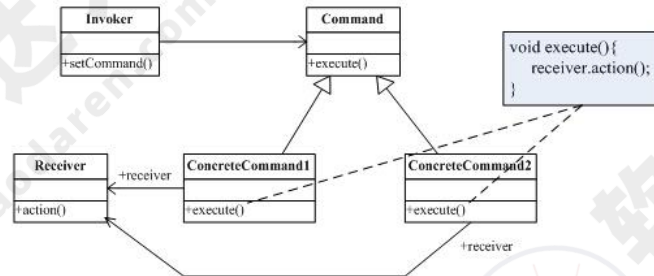 Invoker
+setCommand()
Command
+execute()
void execute(){
receiver.action();
}
Receiver
+action()
+receiver
ConcreteCommand1
+execute()
ConcreteCommand2
+execute()
+receiver